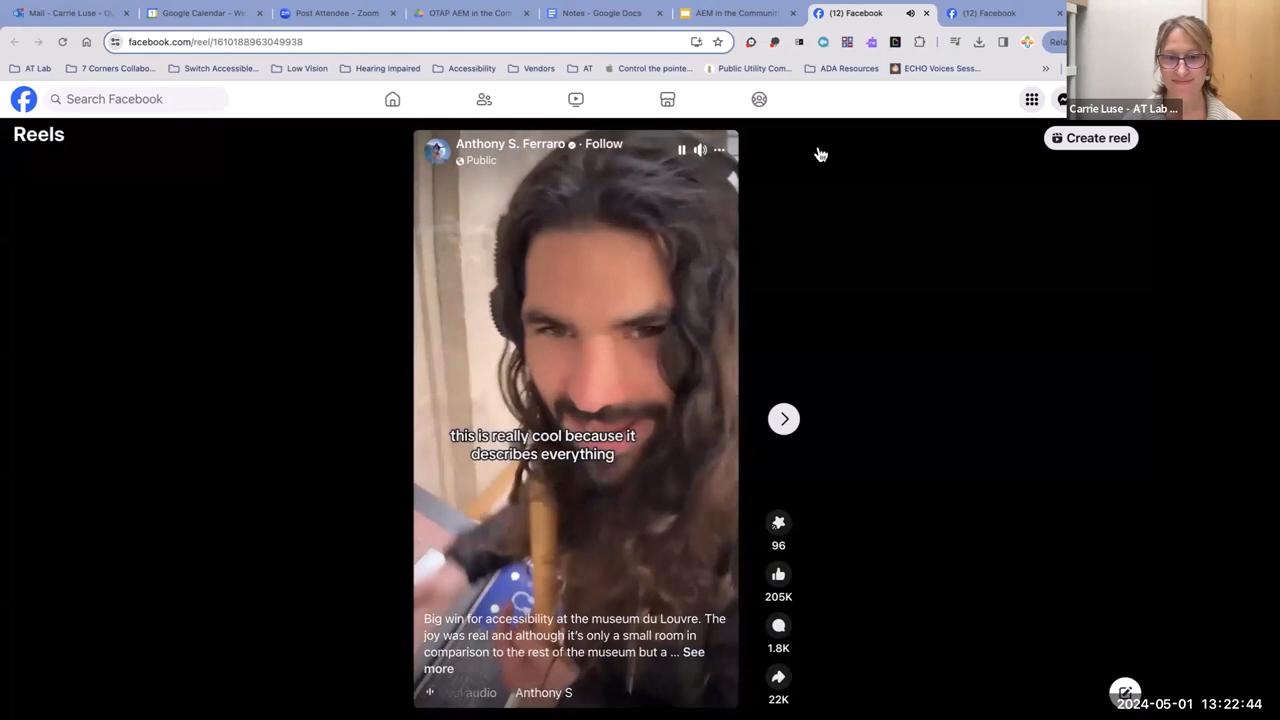 Mail - Carrie Luse - O
Google Calendar - We
Post Attendee - Zoom
OTAP AEM in the Com
Notes - Google Docs
AEM in the Communit
(12) Facebook
(12) Facebook
facebook.com/reel/1610188963049938
Rela
AT Lab
7 Corners Collabo...
Switch Accessible...
Low Vision
Hearing Impaired
Accessibility
Vendors
AT
Control the pointe...
Public Utility Com...
ADA Resources
ECHO Voices Sess...
Carrie Luse - AT Lab ...
Search Facebook
Reels
Create reel
Anthony S. Ferraro · Follow
Public
this is really cool because it
describes everything
96
205K
1.8K
22K
Big win for accessibility at the museum du Louvre. The
joy was real and although it's only a small room in
comparison to the rest of the museum but a ... See
more
audio Anthony S
2024-05-01 13:22:44